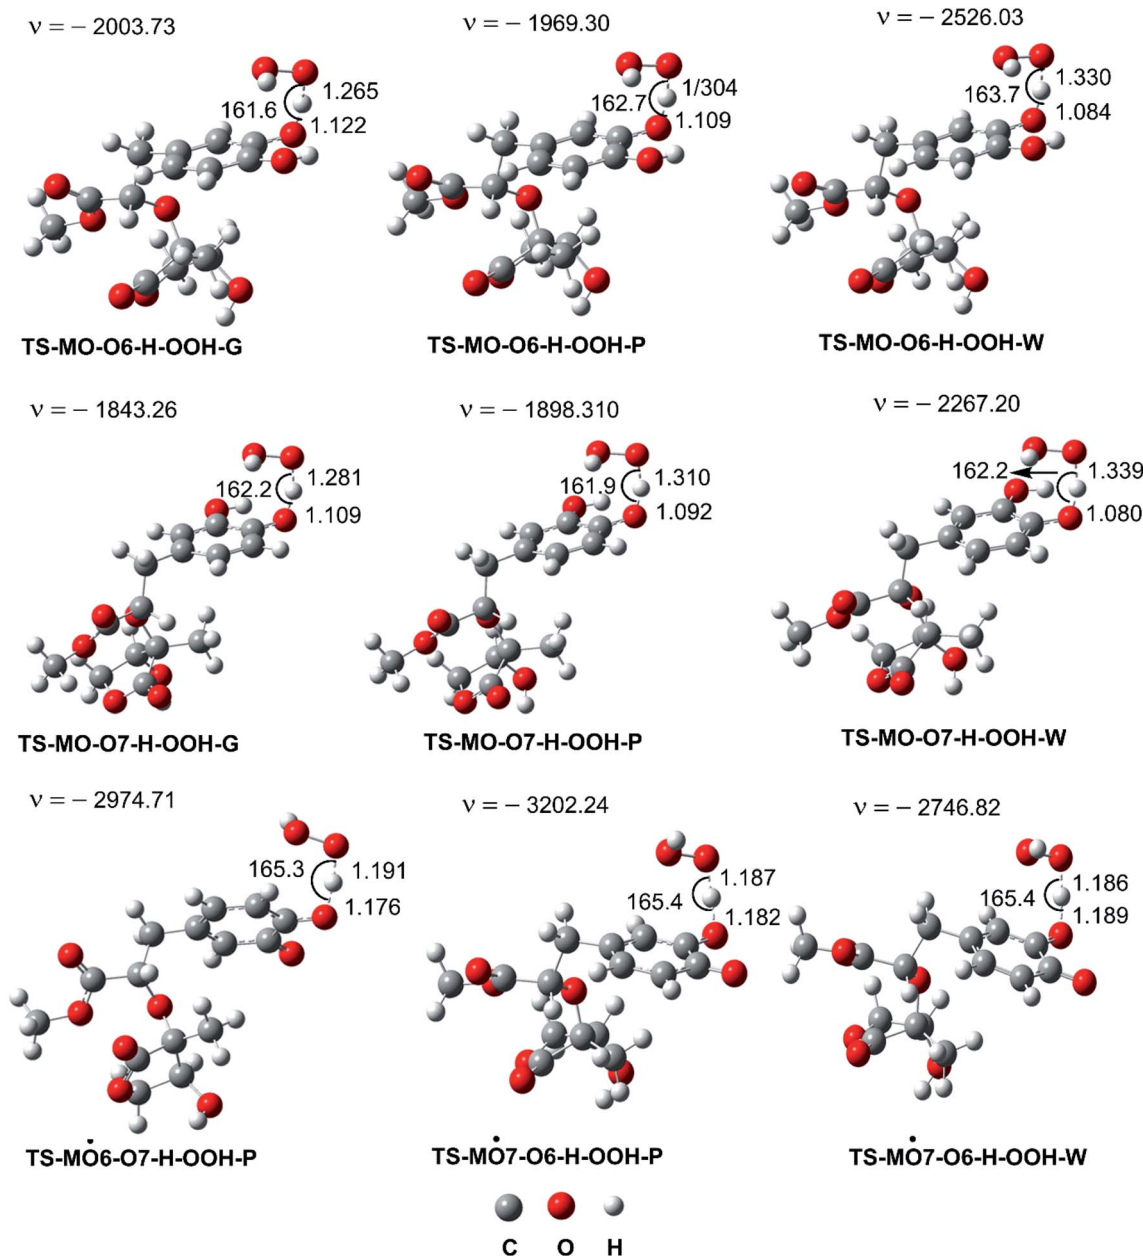 ν = − 2003.73
ν = − 1969.30
ν = − 2526.03
161.6
1.265
1.122
162.7
1/304
1.109
163.7
1.330
1.084
TS-MO-O6-H-OOH-G
TS-MO-O6-H-OOH-P
TS-MO-O6-H-OOH-W
ν = − 1843.26
ν = − 1898.310
ν = − 2267.20
162.2
1.281
1.109
161.9
1.310
1.092
162.2
1.339
1.080
TS-MO-O7-H-OOH-G
TS-MO-O7-H-OOH-P
TS-MO-O7-H-OOH-W
ν = − 2974.71
ν = − 3202.24
ν = − 2746.82
165.3
1.191
1.176
165.4
1.187
1.182
165.4
1.186
1.189
TS-MȮ6-O7-H-OOH-P
TS-MȮ7-O6-H-OOH-P
TS-MȮ7-O6-H-OOH-W
C O H